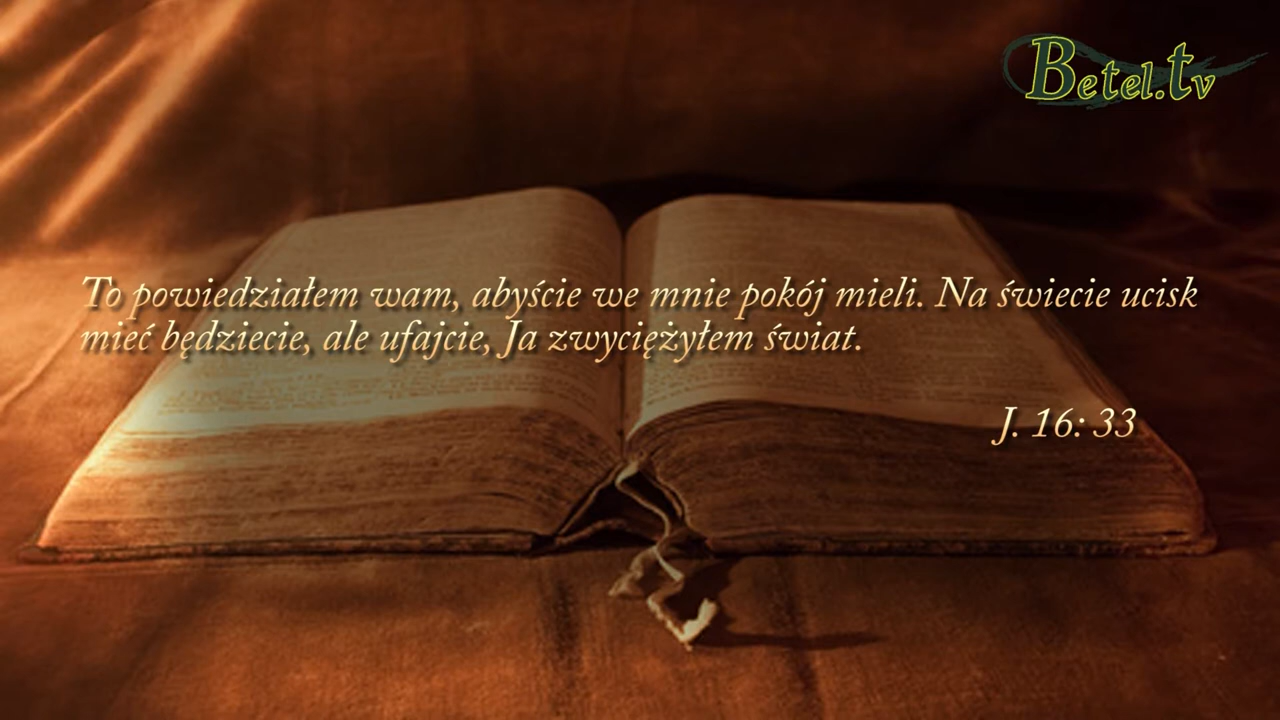 Betel.tv
To powiedziałem wam, abyście we mnie pokój mieli. Na świecie ucisk
mieć będziecie, ale ufajcie, Ja zwyciężyłem świat.
J. 16: 33